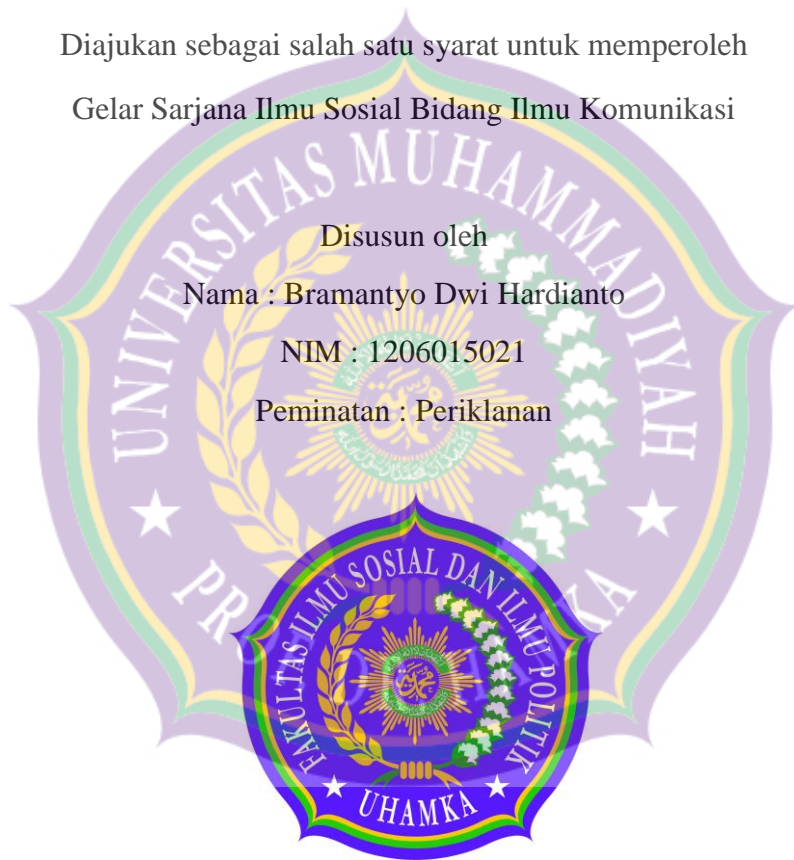 Diajukan sebagai salah satu syarat untuk memperoleh
Gelar Sarjana Ilmu Sosial Bidang Ilmu Komunikasi
Disusun oleh
Nama : Bramantyo Dwi Hardianto
NIM : 1206015021
Peminatan : Periklanan
UNIVERSITAS MUHAMMADIYAH
FAKULTAS ILMU SOSIAL DAN ILMU POLITIK
UHAMKA